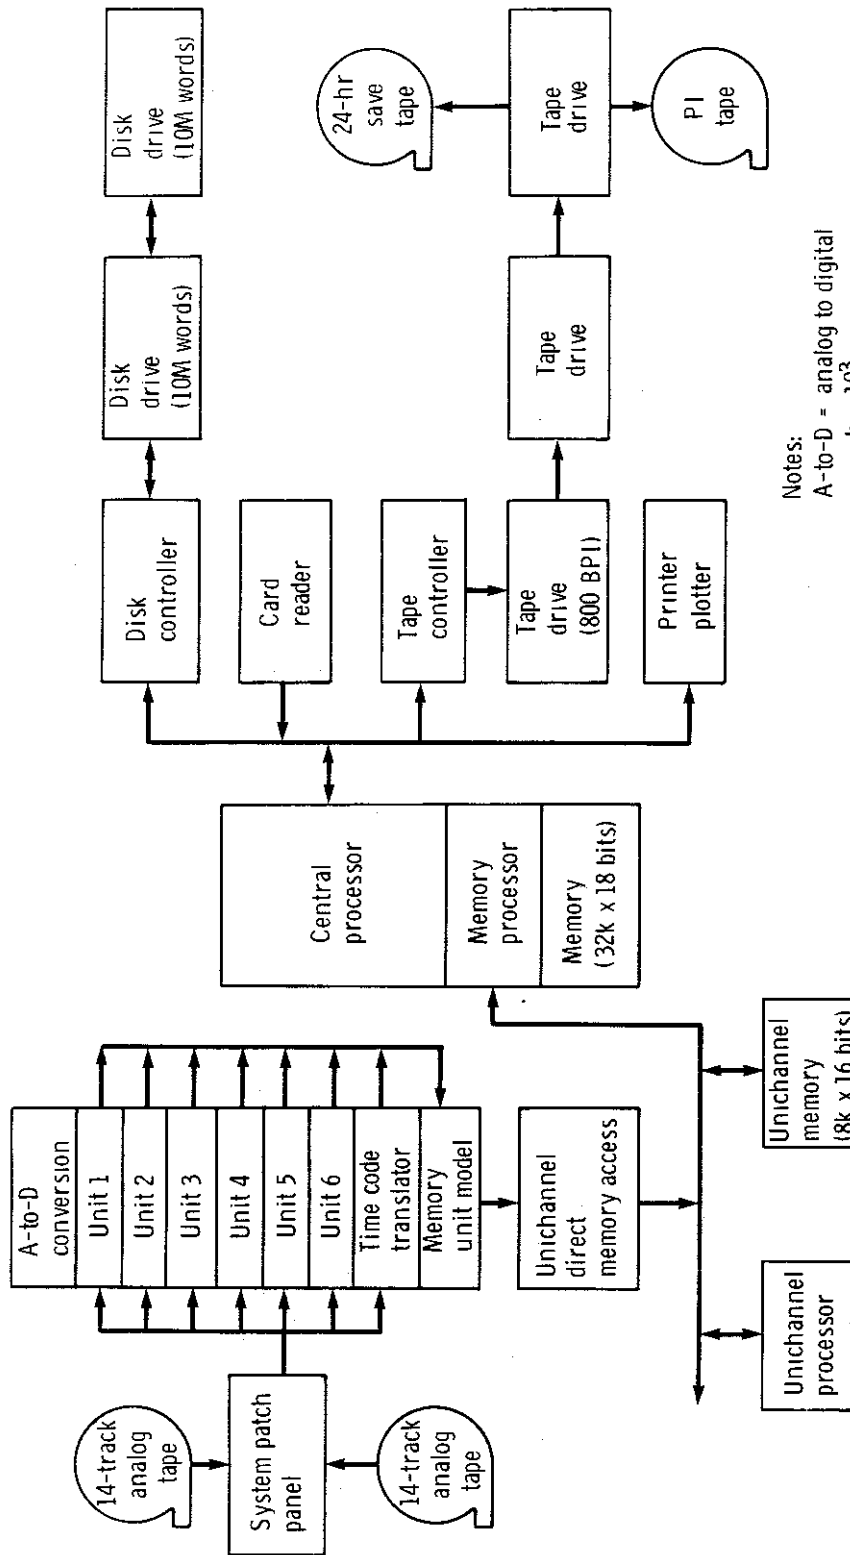 14-track
analog
tape
System patch
panel
14-track
analog
tape
A-to-D
conversion
Unit 1
Unit 2
Unit 3
Unit 4
Unit 5
Unit 6
Time code
translator
Memory
unit model
Unichannel
direct
memory access
Unichannel
processor
Unichannel
memory
(8k x 16 bits)
Central
processor
Memory
processor
Memory
(32k x 18 bits)
Disk
controller
Disk
drive
(10M words)
Disk
drive
(10M words)
Card
reader
Tape
controller
Tape
drive
(800 BPI)
Tape
drive
Tape
drive
24-hr
save
tape
PI
tape
Printer
plotter
Notes:
A-to-D = analog to digital
10³